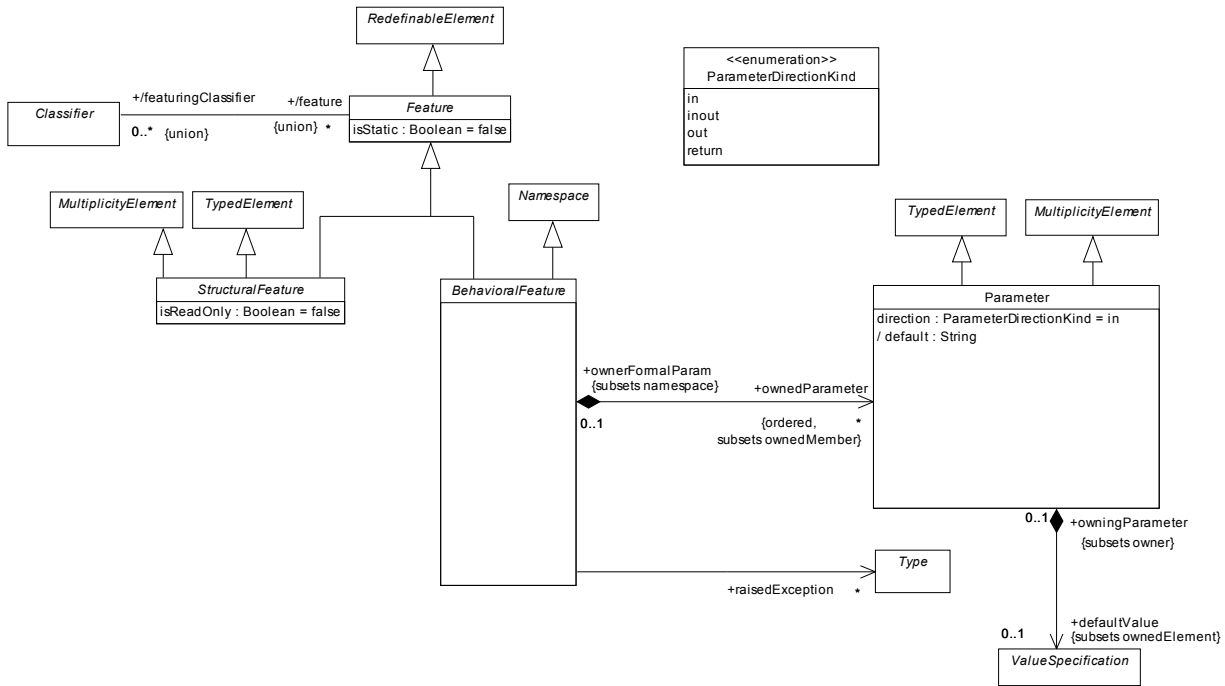 RedefinableElement
<<enumeration>>
ParameterDirectionKind
in
inout
out
return
+/featuringClassifier
+/feature
Classifier
Feature
isStatic : Boolean = false
0..* {union}
{union} *
MultiplicityElement
TypedElement
Namespace
TypedElement
MultiplicityElement
StructuralFeature
isReadOnly : Boolean = false
BehavioralFeature
Parameter
direction : ParameterDirectionKind = in
/ default : String
+ownerFormalParam
{subsets namespace}
+ownedParameter
0..1
{ordered, *
subsets ownedMember}
0..1
+owningParameter
{subsets owner}
Type
+raisedException *
+defaultValue
0..1
{subsets ownedElement}
ValueSpecification